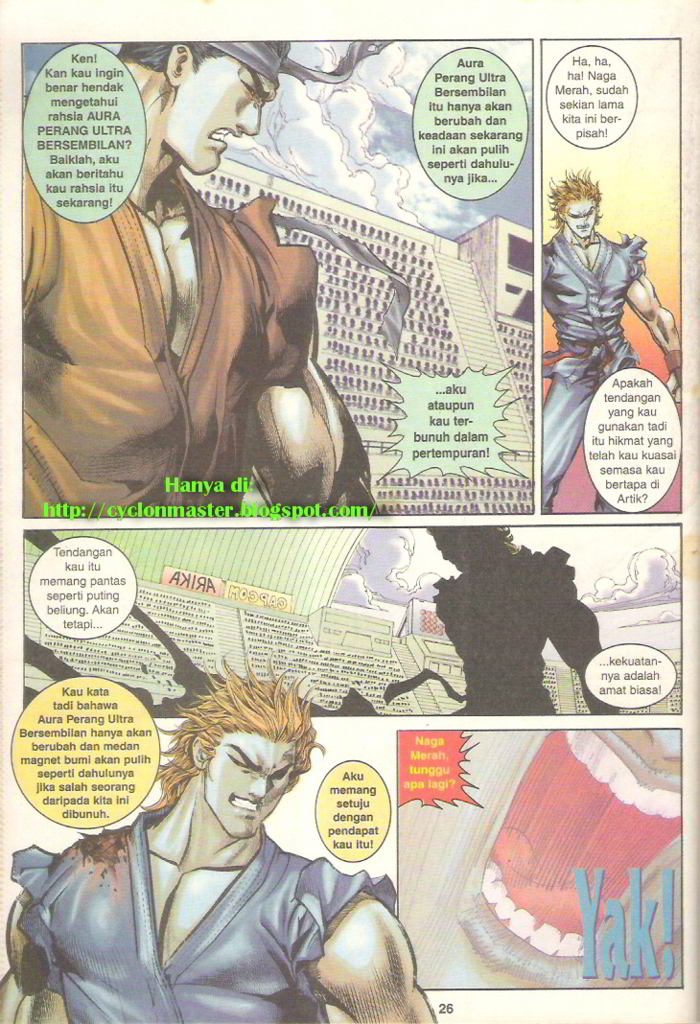 Ken!
Kan kau ingin
benar hendak
mengetahui
rahsia AURA
PERANG ULTRA
BERSEMBILAN?
Baiklah, aku
akan beritahu
kau rahsia itu
sekarang!
Aura
Perang Ultra
Bersembilan
itu hanya akan
berubah dan
keadaan sekarang
ini akan pulih
seperti dahulu-
nya jika...
...aku
ataupun
kau ter-
bunuh dalam
pertempuran!
Hanya di:
http://cyclonmaster.blogspot.com/
Ha, ha,
ha! Naga
Merah, sudah
sekian lama
kita ini ber-
pisah!
Apakah
tendangan
yang kau
gunakan tadi
itu hikmat yang
telah kau kuasai
semasa kau
bertapa di
Artik?
Tendangan
kau itu
memang pantas
seperti puting
beliung. Akan
tetapi...
ARIKA
CAPCOM
...kekuatan-
nya adalah
amat biasa!
Kau kata
tadi bahawa
Aura Perang Ultra
Bersembilan hanya akan
berubah dan medan
magnet bumi akan pulih
seperti dahulunya
jika salah seorang
daripada kita ini
dibunuh.
Aku
memang
setuju
dengan
pendapat
kau itu!
Naga
Merah,
tunggu
apa lagi?
Yak!
26